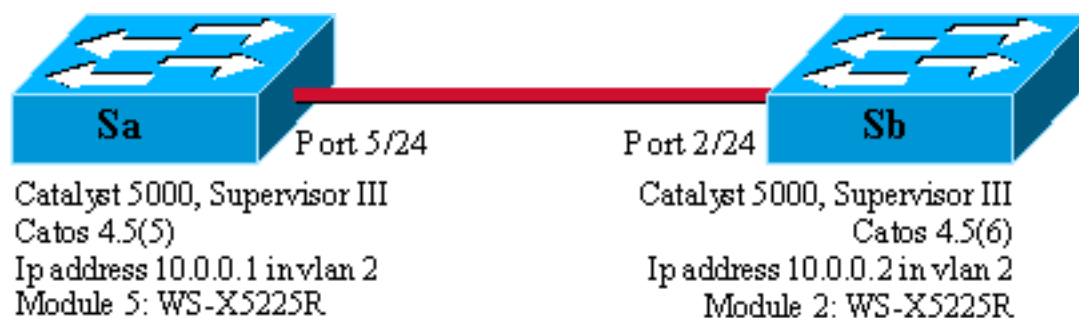 Sa
Sb
Port 5/24
Port 2/24
Catalyst 5000, Supervisor III
Catos 4.5(5)
Ip address 10.0.0.1 in vlan 2
Module 5: WS-X5225R
Catalyst 5000, Supervisor III
Catos 4.5(6)
Ip address 10.0.0.2 in vlan 2
Module 2: WS-X5225R